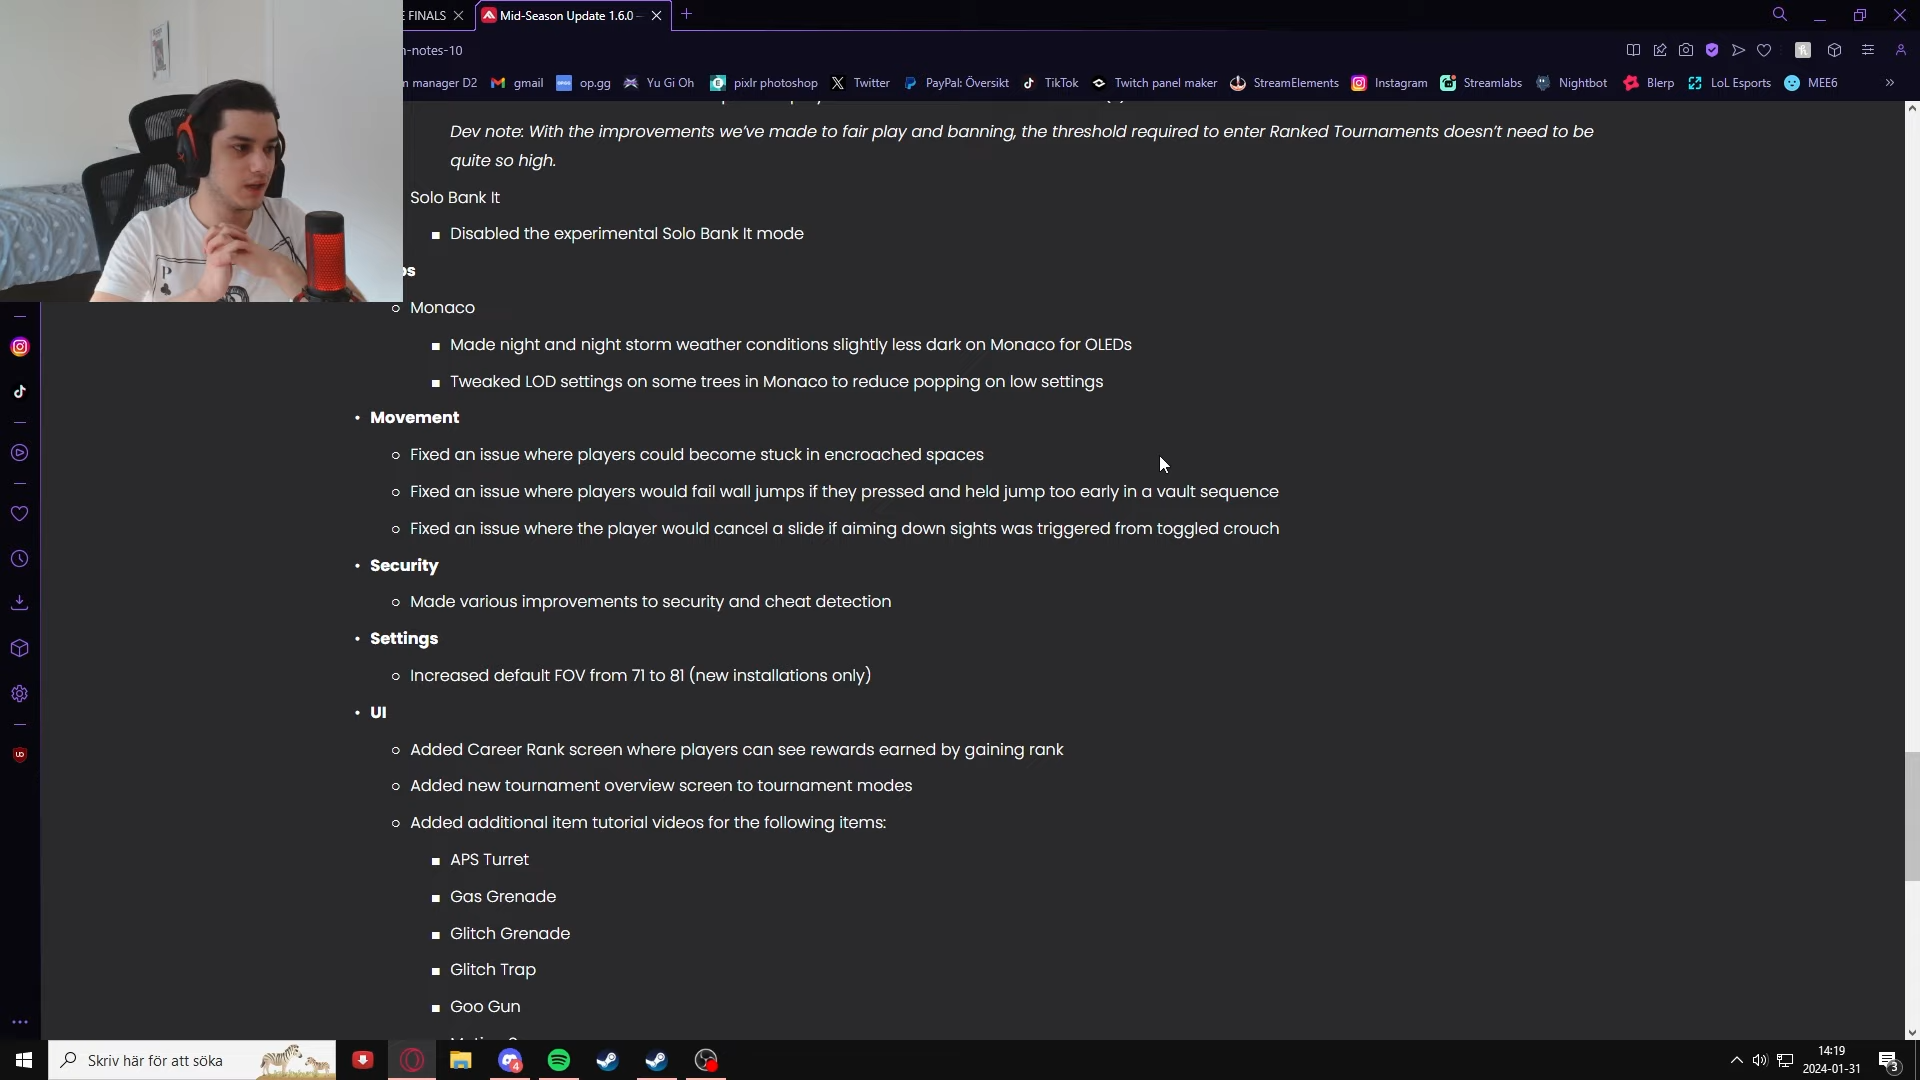 E FINALS
Mid-Season Update 1.6.0
n-notes-10
m manager D2
gmail
op.gg
Yu Gi Oh
pixlr photoshop
Twitter
PayPal: Översikt
TikTok
Twitch panel maker
StreamElements
Instagram
Streamlabs
Nightbot
Blerp
LoL Esports
MEE6
Dev note: With the improvements we’ve made to fair play and banning, the threshold required to enter Ranked Tournaments doesn’t need to be
quite so high.
Solo Bank It
Disabled the experimental Solo Bank It mode
ps
Monaco
Made night and night storm weather conditions slightly less dark on Monaco for OLEDs
Tweaked LOD settings on some trees in Monaco to reduce popping on low settings
Movement
Fixed an issue where players could become stuck in encroached spaces
Fixed an issue where players would fail wall jumps if they pressed and held jump too early in a vault sequence
Fixed an issue where the player would cancel a slide if aiming down sights was triggered from toggled crouch
Security
Made various improvements to security and cheat detection
Settings
Increased default FOV from 71 to 81 (new installations only)
UI
Added Career Rank screen where players can see rewards earned by gaining rank
Added new tournament overview screen to tournament modes
Added additional item tutorial videos for the following items:
APS Turret
Gas Grenade
Glitch Grenade
Glitch Trap
Goo Gun
Skriv här för att söka
4
14:19
2024-01-31
3
P